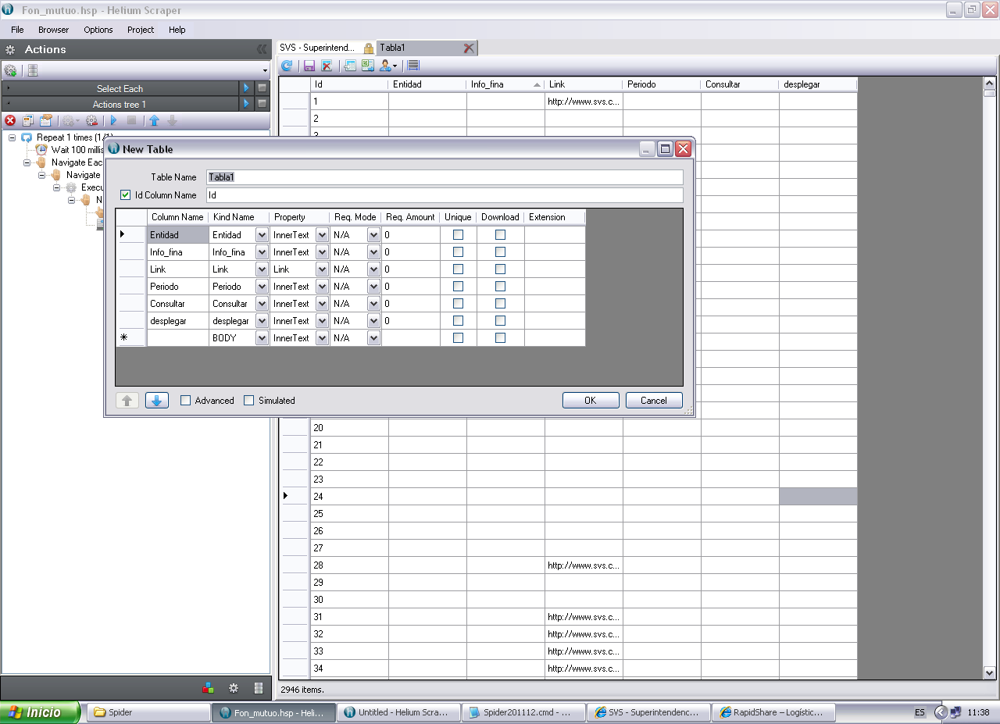 Fon_mutuo.hsp - Helium Scraper
File Browser Options Project Help
Actions
SVS - Superintend... Tabla1
Select Each
Actions tree 1
Id Entidad Info_fina Link Periodo Consultar desplegar
1 http://www.svs.c...
2
3
Repeat 1 times (1/1)
Wait 100 millis
Navigate Eac
Navigate
Execu
N
New Table
Table Name Tabla1
Id Column Name Id
Column Name Kind Name Property Req. Mode Req. Amount Unique Download Extension
Entidad Entidad InnerText N/A 0
Info_fina Info_fina InnerText N/A 0
Link Link Link N/A 0
Periodo Periodo InnerText N/A 0
Consultar Consultar InnerText N/A 0
desplegar desplegar InnerText N/A 0
* BODY InnerText N/A
Advanced Simulated OK Cancel
20
21
22
23
24
25
26
27
28 http://www.svs.c...
29
30
31 http://www.svs.c...
32 http://www.svs.c...
33 http://www.svs.c...
34 http://www.svs.c...
2946 items.
Inicio Spider Fon_mutuo.hsp - Heli... Untitled - Helium Scra... Spider201112.cmd - ... SVS - Superintendenc... RapidShare – Logístic... ES 11:38